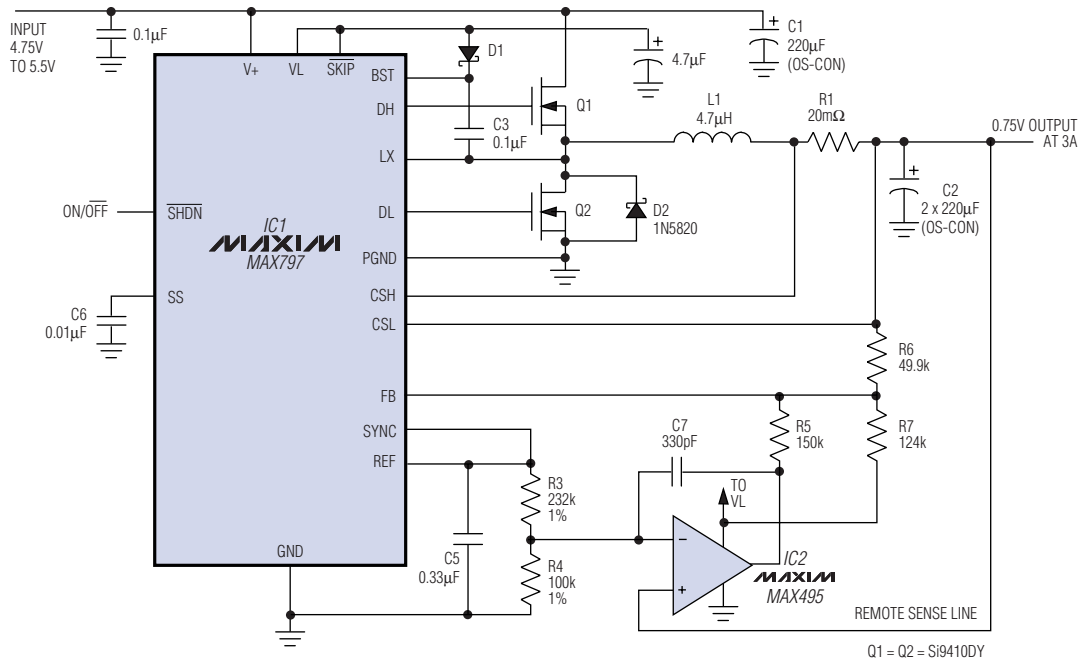 INPUT
4.75V
TO 5.5V
0.1µF
C1
220µF
(OS-CON)
4.7µF
D1
V+
VL
SKIP
BST
DH
Q1
C3
0.1µF
LX
L1
4.7µH
R1
20mΩ
0.75V OUTPUT
AT 3A
C2
2 x 220µF
(OS-CON)
ON/OFF
SHDN
IC1
MAXIM
MAX797
DL
Q2
D2
1N5820
PGND
SS
CSH
C6
0.01µF
CSL
R6
49.9k
FB
R5
150k
R7
124k
C7
330pF
SYNC
REF
R3
232k
1%
TO
VL
GND
C5
0.33µF
R4
100k
1%
−
+
IC2
MAXIM
MAX495
REMOTE SENSE LINE
Q1 = Q2 = Si9410DY